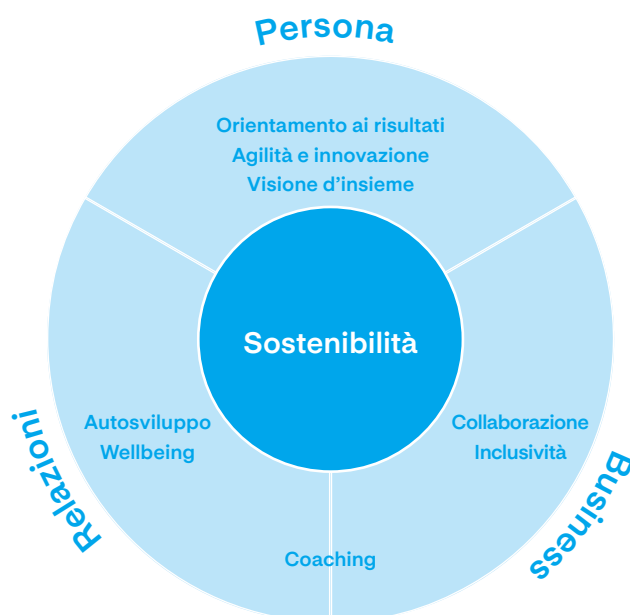 Persona
Orientamento ai risultati
Agilità e innovazione
Visione d’insieme
Sostenibilità
Autosviluppo
Wellbeing
Collaborazione
Inclusività
Relazioni
Business
Coaching